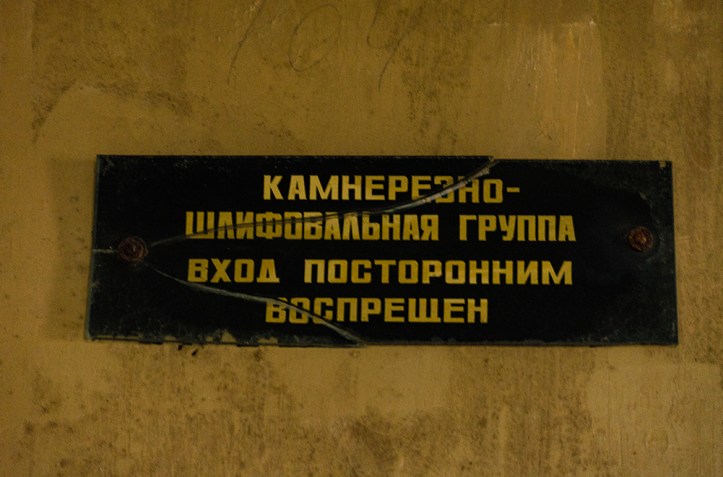 КАМНЕРЕЗНО-
ШЛИФОВАЛЬНАЯ ГРУППА
ВХОД ПОСТОРОННИМ
ВОСПРЕЩЕН